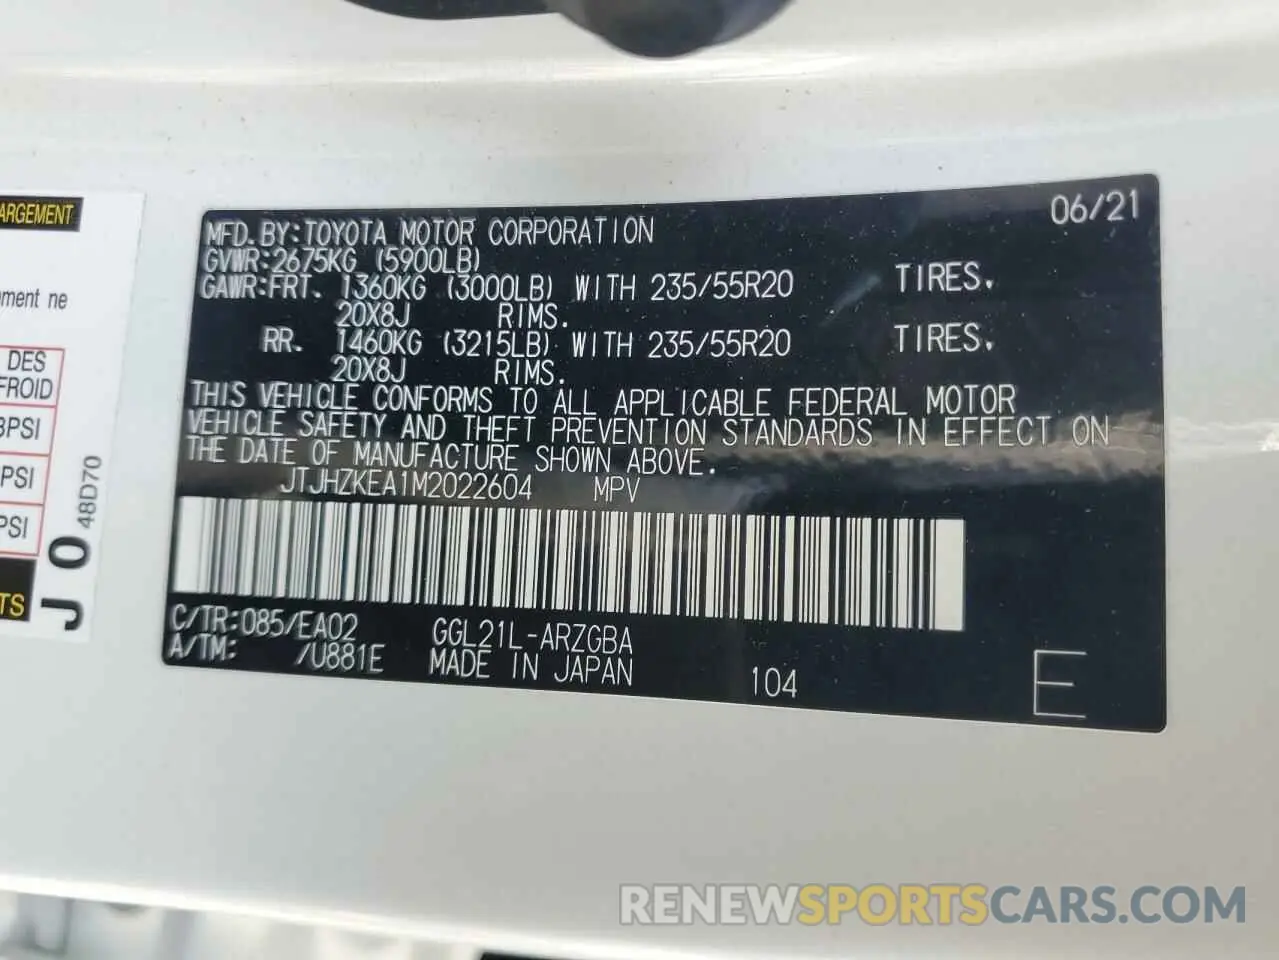 ARGEMENT
ment ne
DES
FROID
PSI
PSI
PSI
TS
J O 48D70
06/21
MFD. BY: TOYOTA MOTOR CORPORATION
GVWR: 2675KG (5900LB)
GAWR: FRT. 1360KG (3000LB) WITH 235/55R20 TIRES.
20X8J RIMS.
RR. 1460KG (3215LB) WITH 235/55R20 TIRES.
20X8J RIMS.
THIS VEHICLE CONFORMS TO ALL APPLICABLE FEDERAL MOTOR
VEHICLE SAFETY AND THEFT PREVENTION STANDARDS IN EFFECT ON
THE DATE OF MANUFACTURE SHOWN ABOVE.
JTJHZKEA1M2022604 MPV
C/TR: 085/EA02 GGL21L-ARZGBA
A/TM: /U881E MADE IN JAPAN 104 E
RENEWSPORTSCARS.COM